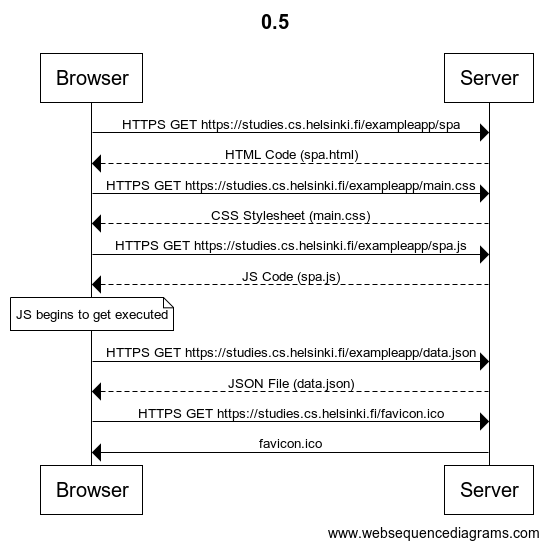 0.5
Browser
Server
HTTPS GET https://studies.cs.helsinki.fi/exampleapp/spa
HTML Code (spa.html)
HTTPS GET https://studies.cs.helsinki.fi/exampleapp/main.css
CSS Stylesheet (main.css)
HTTPS GET https://studies.cs.helsinki.fi/exampleapp/spa.js
JS Code (spa.js)
JS begins to get executed
HTTPS GET https://studies.cs.helsinki.fi/exampleapp/data.json
JSON File (data.json)
HTTPS GET https://studies.cs.helsinki.fi/favicon.ico
favicon.ico
Browser
Server
www.websequencediagrams.com